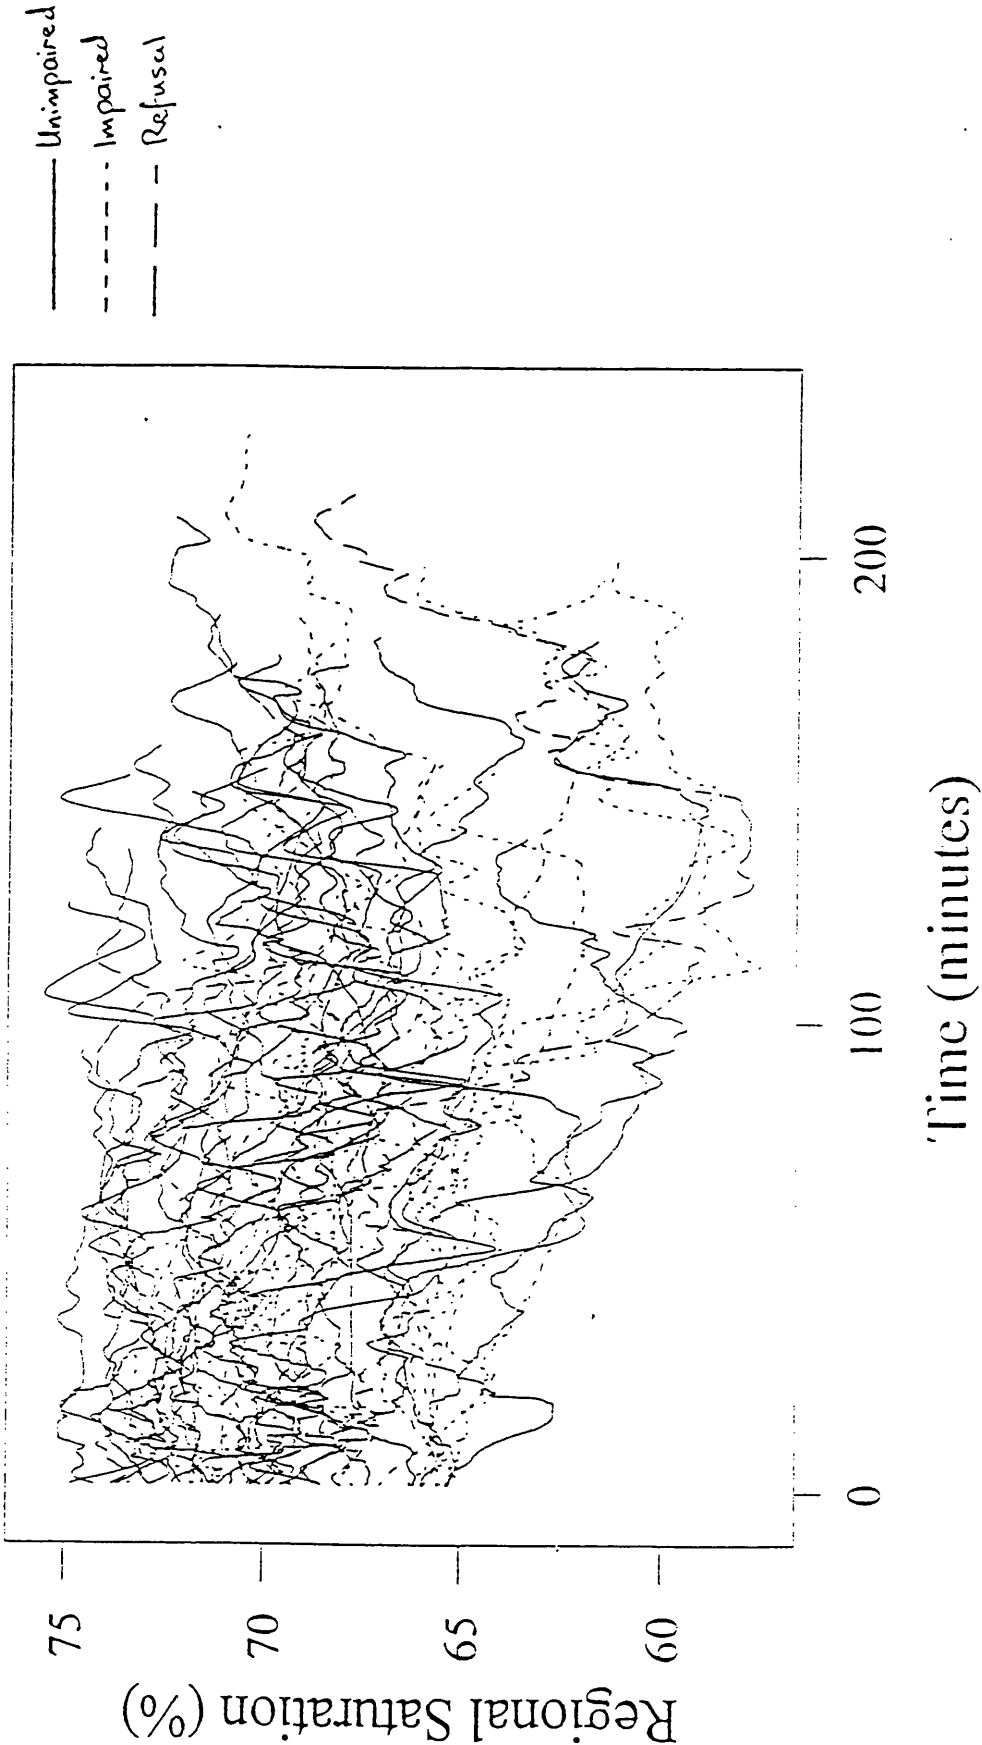 Unimpaired
Impaired
Refusal
75
70
65
60
Regional Saturation (%)
0
100
200
Time (minutes)